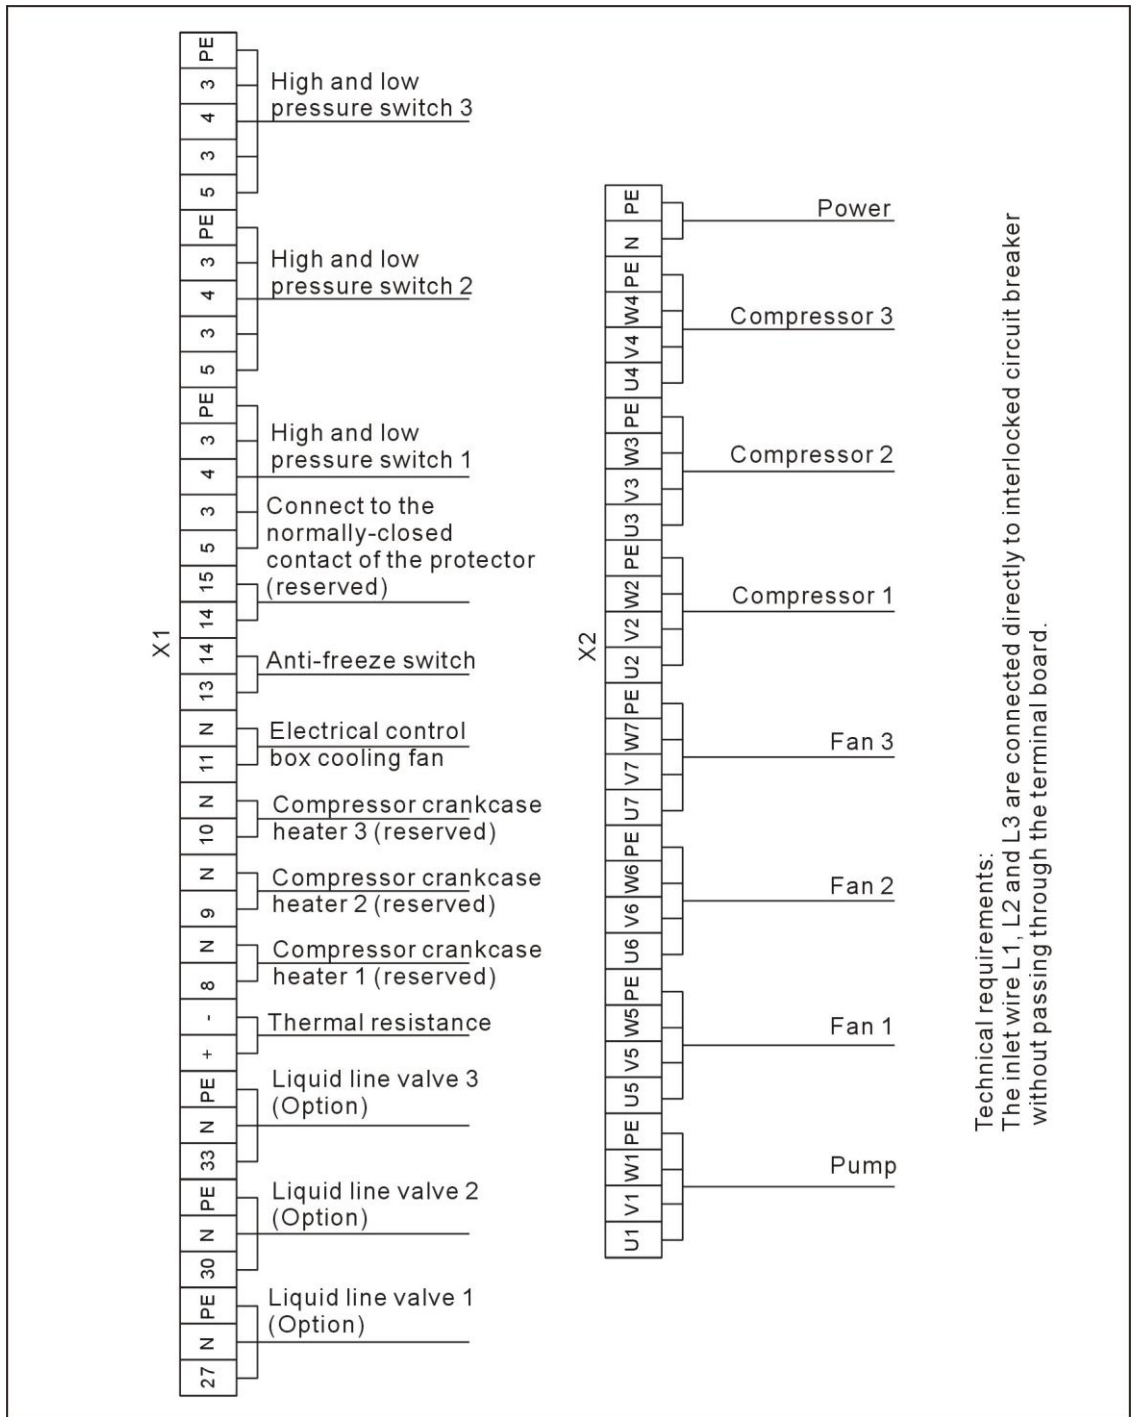 PE
3
4
3
5
High and low
pressure switch 3
PE
3
4
3
5
High and low
pressure switch 2
PE
3
4
3
5
High and low
pressure switch 1
15
14
Connect to the
normally-closed
contact of the protector
(reserved)
X1
14
13
Anti-freeze switch
N
11
Electrical control
box cooling fan
N
10
Compressor crankcase
heater 3 (reserved)
N
9
Compressor crankcase
heater 2 (reserved)
N
8
Compressor crankcase
heater 1 (reserved)
-
+
Thermal resistance
PE
N
33
Liquid line valve 3
(Option)
PE
N
30
Liquid line valve 2
(Option)
PE
N
27
Liquid line valve 1
(Option)
PE
N
Power
PE
W4
V4
U4
Compressor 3
PE
W3
V3
U3
Compressor 2
PE
W2
V2
U2
Compressor 1
X2
PE
W7
V7
U7
Fan 3
PE
W6
V6
U6
Fan 2
PE
W5
V5
U5
Fan 1
PE
W1
V1
U1
Pump
Technical requirements:
The inlet wire L1, L2 and L3 are connected directly to interlocked circuit breaker
without passing through the terminal board.